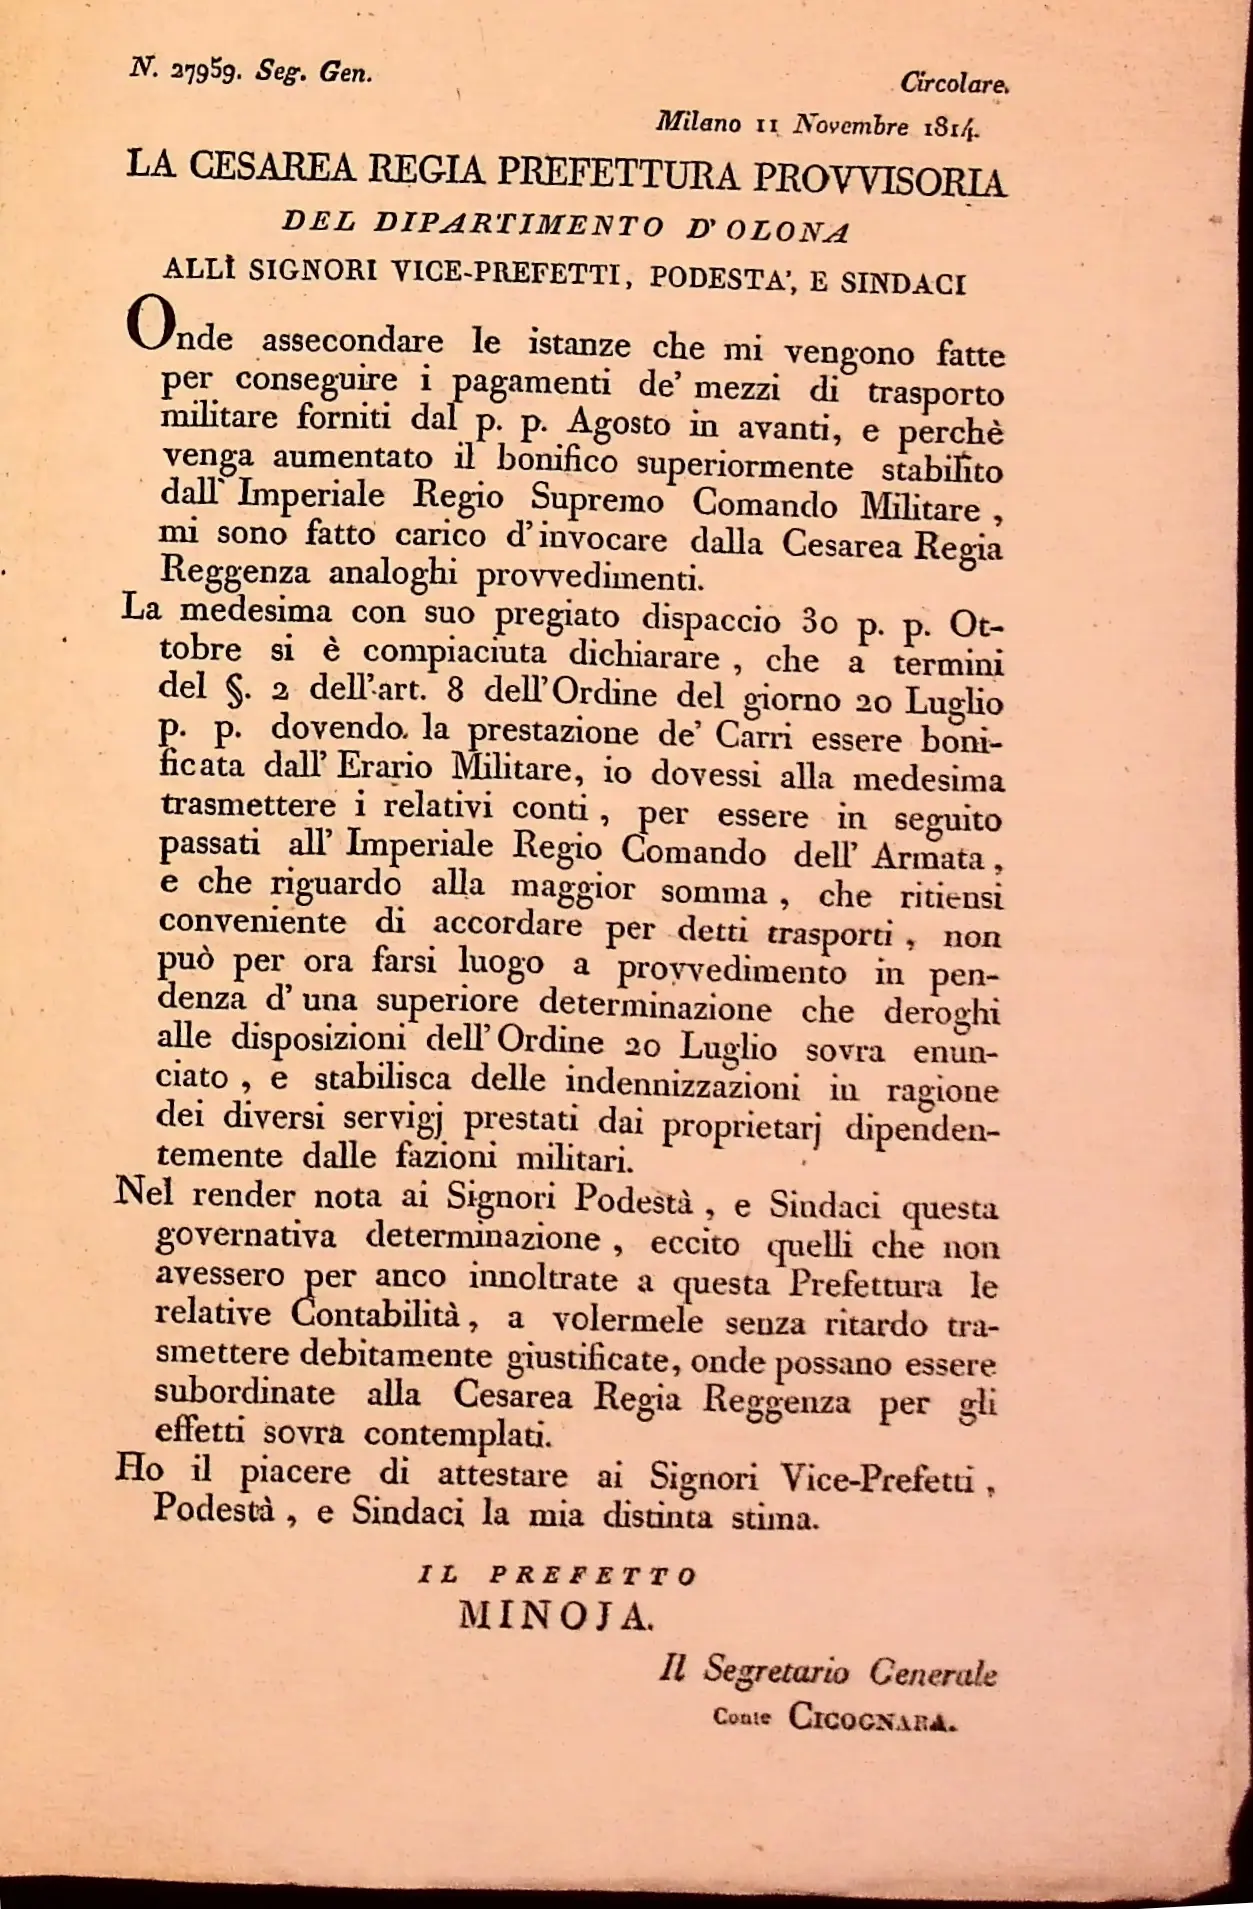 N. 27959. Seg. Gen.
Circolare.
Milano 11 Novembre 1814.
LA CESAREA REGIA PREFETTURA PROVVISORIA
DEL DIPARTIMENTO D' OLONA
ALLI SIGNORI VICE-PREFETTI, PODESTA', E SINDACI
Onde assecondare le istanze che mi vengono fatte
per conseguire i pagamenti de' mezzi di trasporto
militare forniti dal p. p. Agosto in avanti, e perchè
venga aumentato il bonifico superiormente stabilito
dall' Imperiale Regio Supremo Comando Militare,
mi sono fatto carico d'invocare dalla Cesarea Regia
Reggenza analoghi provvedimenti.
La medesima con suo pregiato dispaccio 30 p. p. Ot-
tobre si è compiaciuta dichiarare, che a termini
del §. 2 dell'art. 8 dell'Ordine del giorno 20 Luglio
p. p. dovendo la prestazione de' Carri essere boni-
ficata dall' Erario Militare, io dovessi alla medesima
trasmettere i relativi conti, per essere in seguito
passati all' Imperiale Regio Comando dell' Armata,
e che riguardo alla maggior somma, che ritiensi
conveniente di accordare per detti trasporti, non
può per ora farsi luogo a provvedimento in pen-
denza d' una superiore determinazione che deroghi
alle disposizioni dell'Ordine 20 Luglio sovra enun-
ciato, e stabilisca delle indennizzazioni in ragione
dei diversi servigj prestati dai proprietarj dipenden-
temente dalle fazioni militari.
Nel render nota ai Signori Podestà, e Sindaci questa
governativa determinazione, eccito quelli che non
avessero per anco innoltrate a questa Prefettura le
relative Contabilità, a volermele senza ritardo tra-
smettere debitamente giustificate, onde possano essere
subordinate alla Cesarea Regia Reggenza per gli
effetti sovra contemplati.
Ho il piacere di attestare ai Signori Vice-Prefetti,
Podestà, e Sindaci la mia distinta stima.
IL PREFETTO
MINOJA.
Il Segretario Generale
Conte CICOGNARA.